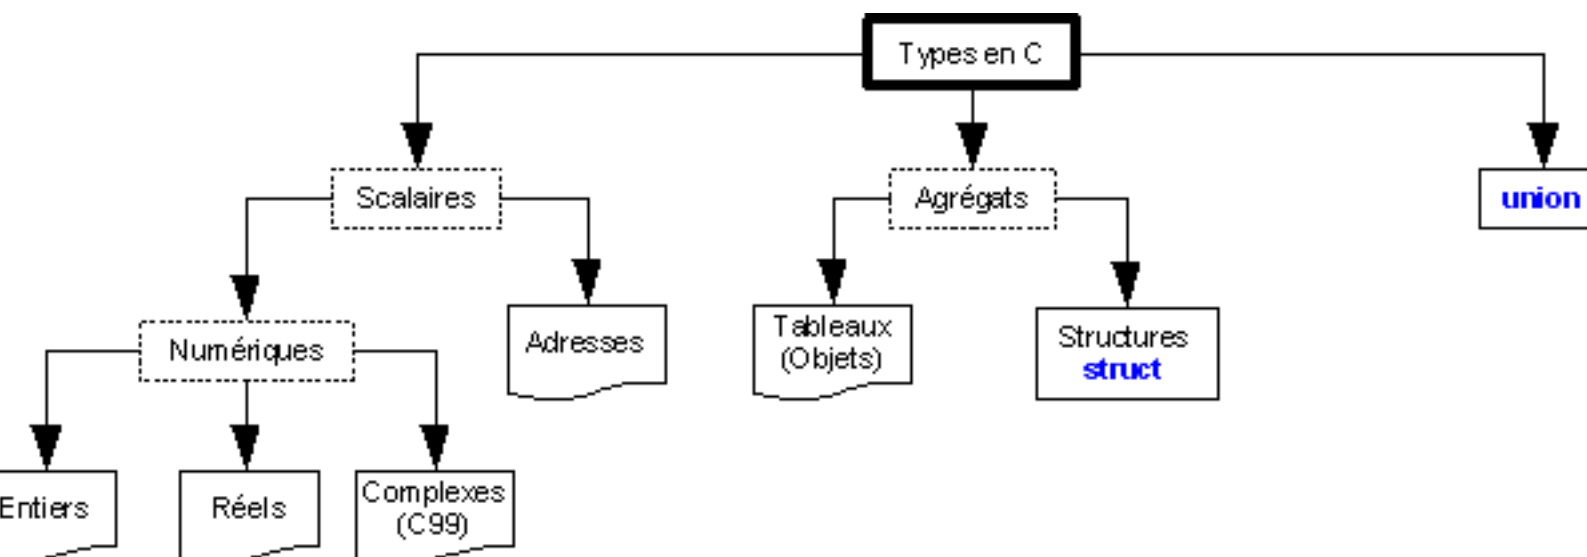 Types en C
Scalaires
Agrégats
union
Numériques
Adresses
Tableaux
(Objets)
Structures
struct
Entiers
Réels
Complexes
(C99)